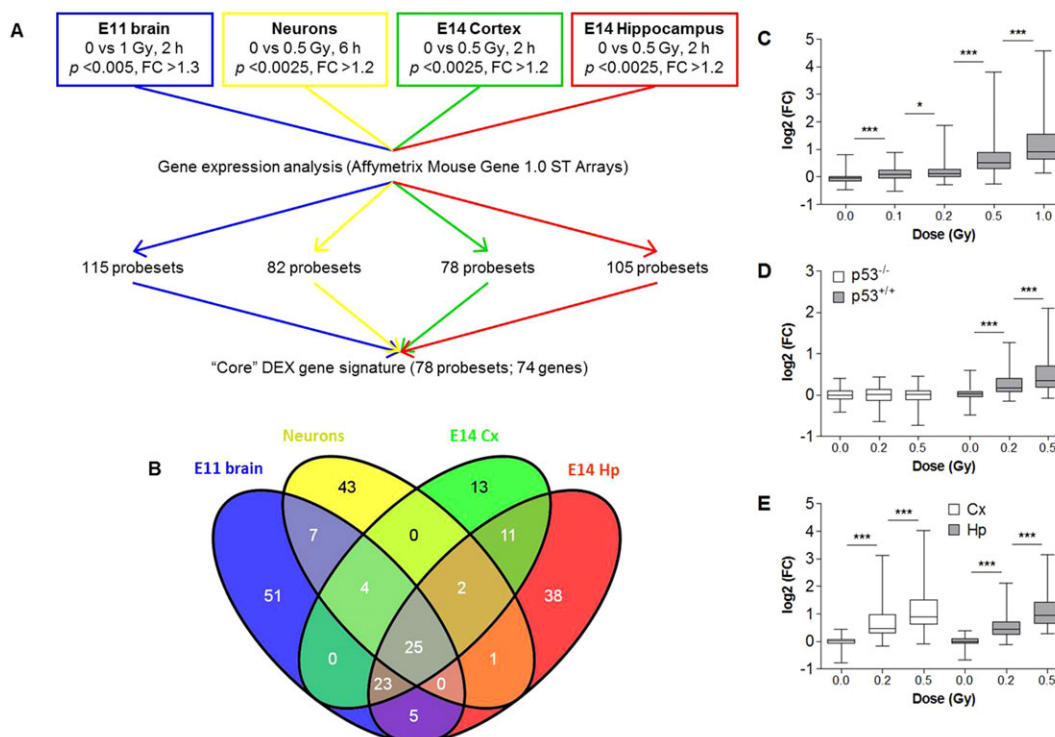 A
E11 brain
0 vs 1 Gy, 2 h
p <0.005, FC >1.3
Neurons
0 vs 0.5 Gy, 6 h
p <0.0025, FC >1.2
E14 Cortex
0 vs 0.5 Gy, 2 h
p <0.0025, FC >1.2
E14 Hippocampus
0 vs 0.5 Gy, 2 h
p <0.0025, FC >1.2
Gene expression analysis (Affymetrix Mouse Gene 1.0 ST Arrays)
115 probesets
82 probesets
78 probesets
105 probesets
“Core” DEX gene signature (78 probesets; 74 genes)
B
E11 brain
Neurons
E14 Cx
E14 Hp
43
13
7
0
11
51
4
2
38
25
0
1
23
0
5
C
log2 (FC)
5
4
3
2
1
0
-1
***
*
***
***
0.0 0.1 0.2 0.5 1.0
Dose (Gy)
D
log2 (FC)
3
2
1
0
-1
p53-/-
p53+/+
***
***
0.0 0.2 0.5 0.0 0.2 0.5
Dose (Gy)
E
log2 (FC)
5
4
3
2
1
0
-1
Cx
Hp
***
***
***
***
0.0 0.2 0.5 0.0 0.2 0.5
Dose (Gy)